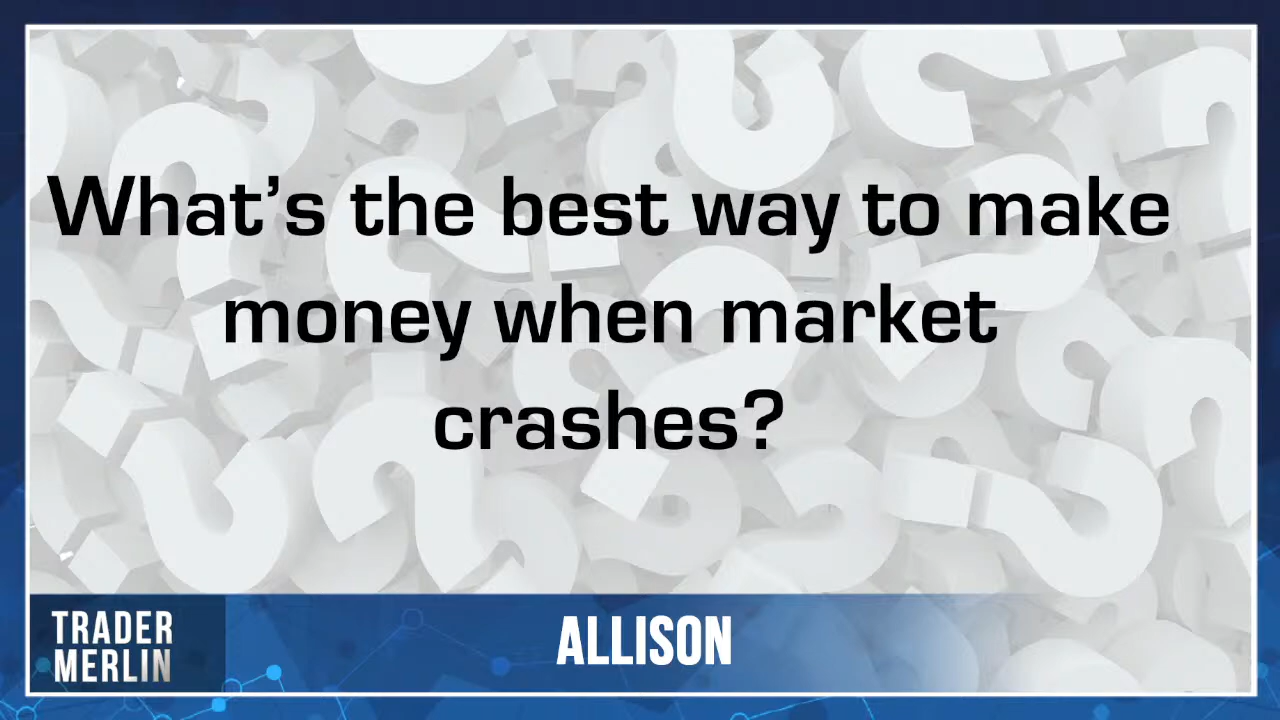 What's the best way to make
money when market
crashes?
TRADER
MERLIN
ALLISON